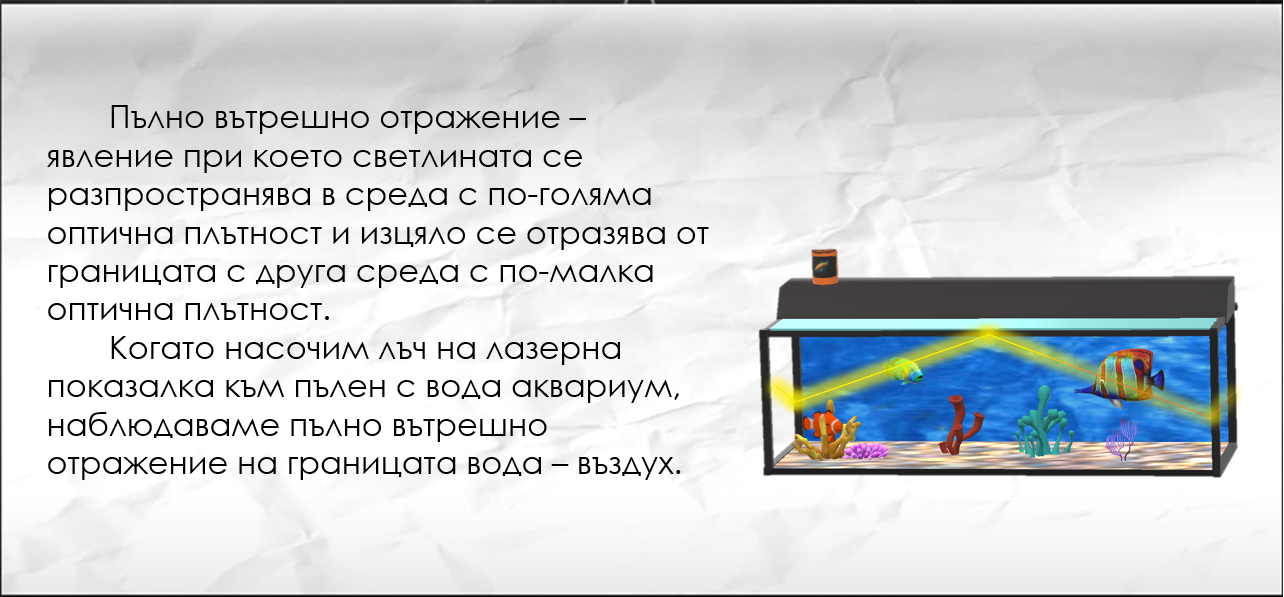 Пълно вътрешно отражение –
явление при което светлината се
разпространява в среда с по-голяма
оптична плътност и изцяло се отразява от
границата с друга среда с по-малка
оптична плътност.
Когато насочим лъч на лазерна
показалка към пълен с вода аквариум,
наблюдаваме пълно вътрешно
отражение на границата вода – въздух.